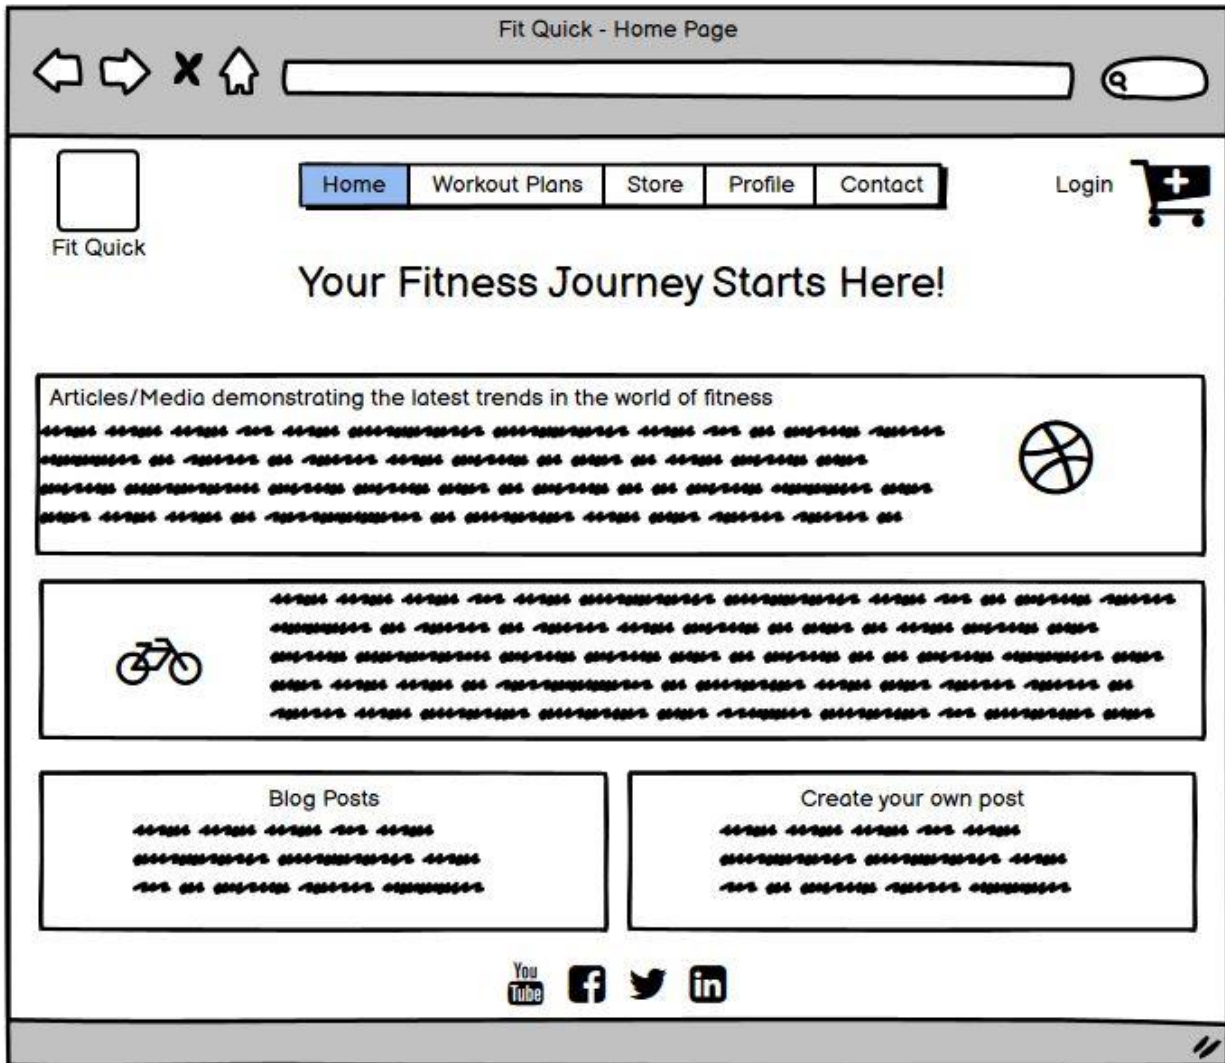 Fit Quick - Home Page
Home Workout Plans Store Profile Contact
Login
Fit Quick
Your Fitness Journey Starts Here!
Articles/Media demonstrating the latest trends in the world of fitness
Blog Posts
Create your own post
You
Tube
f
in